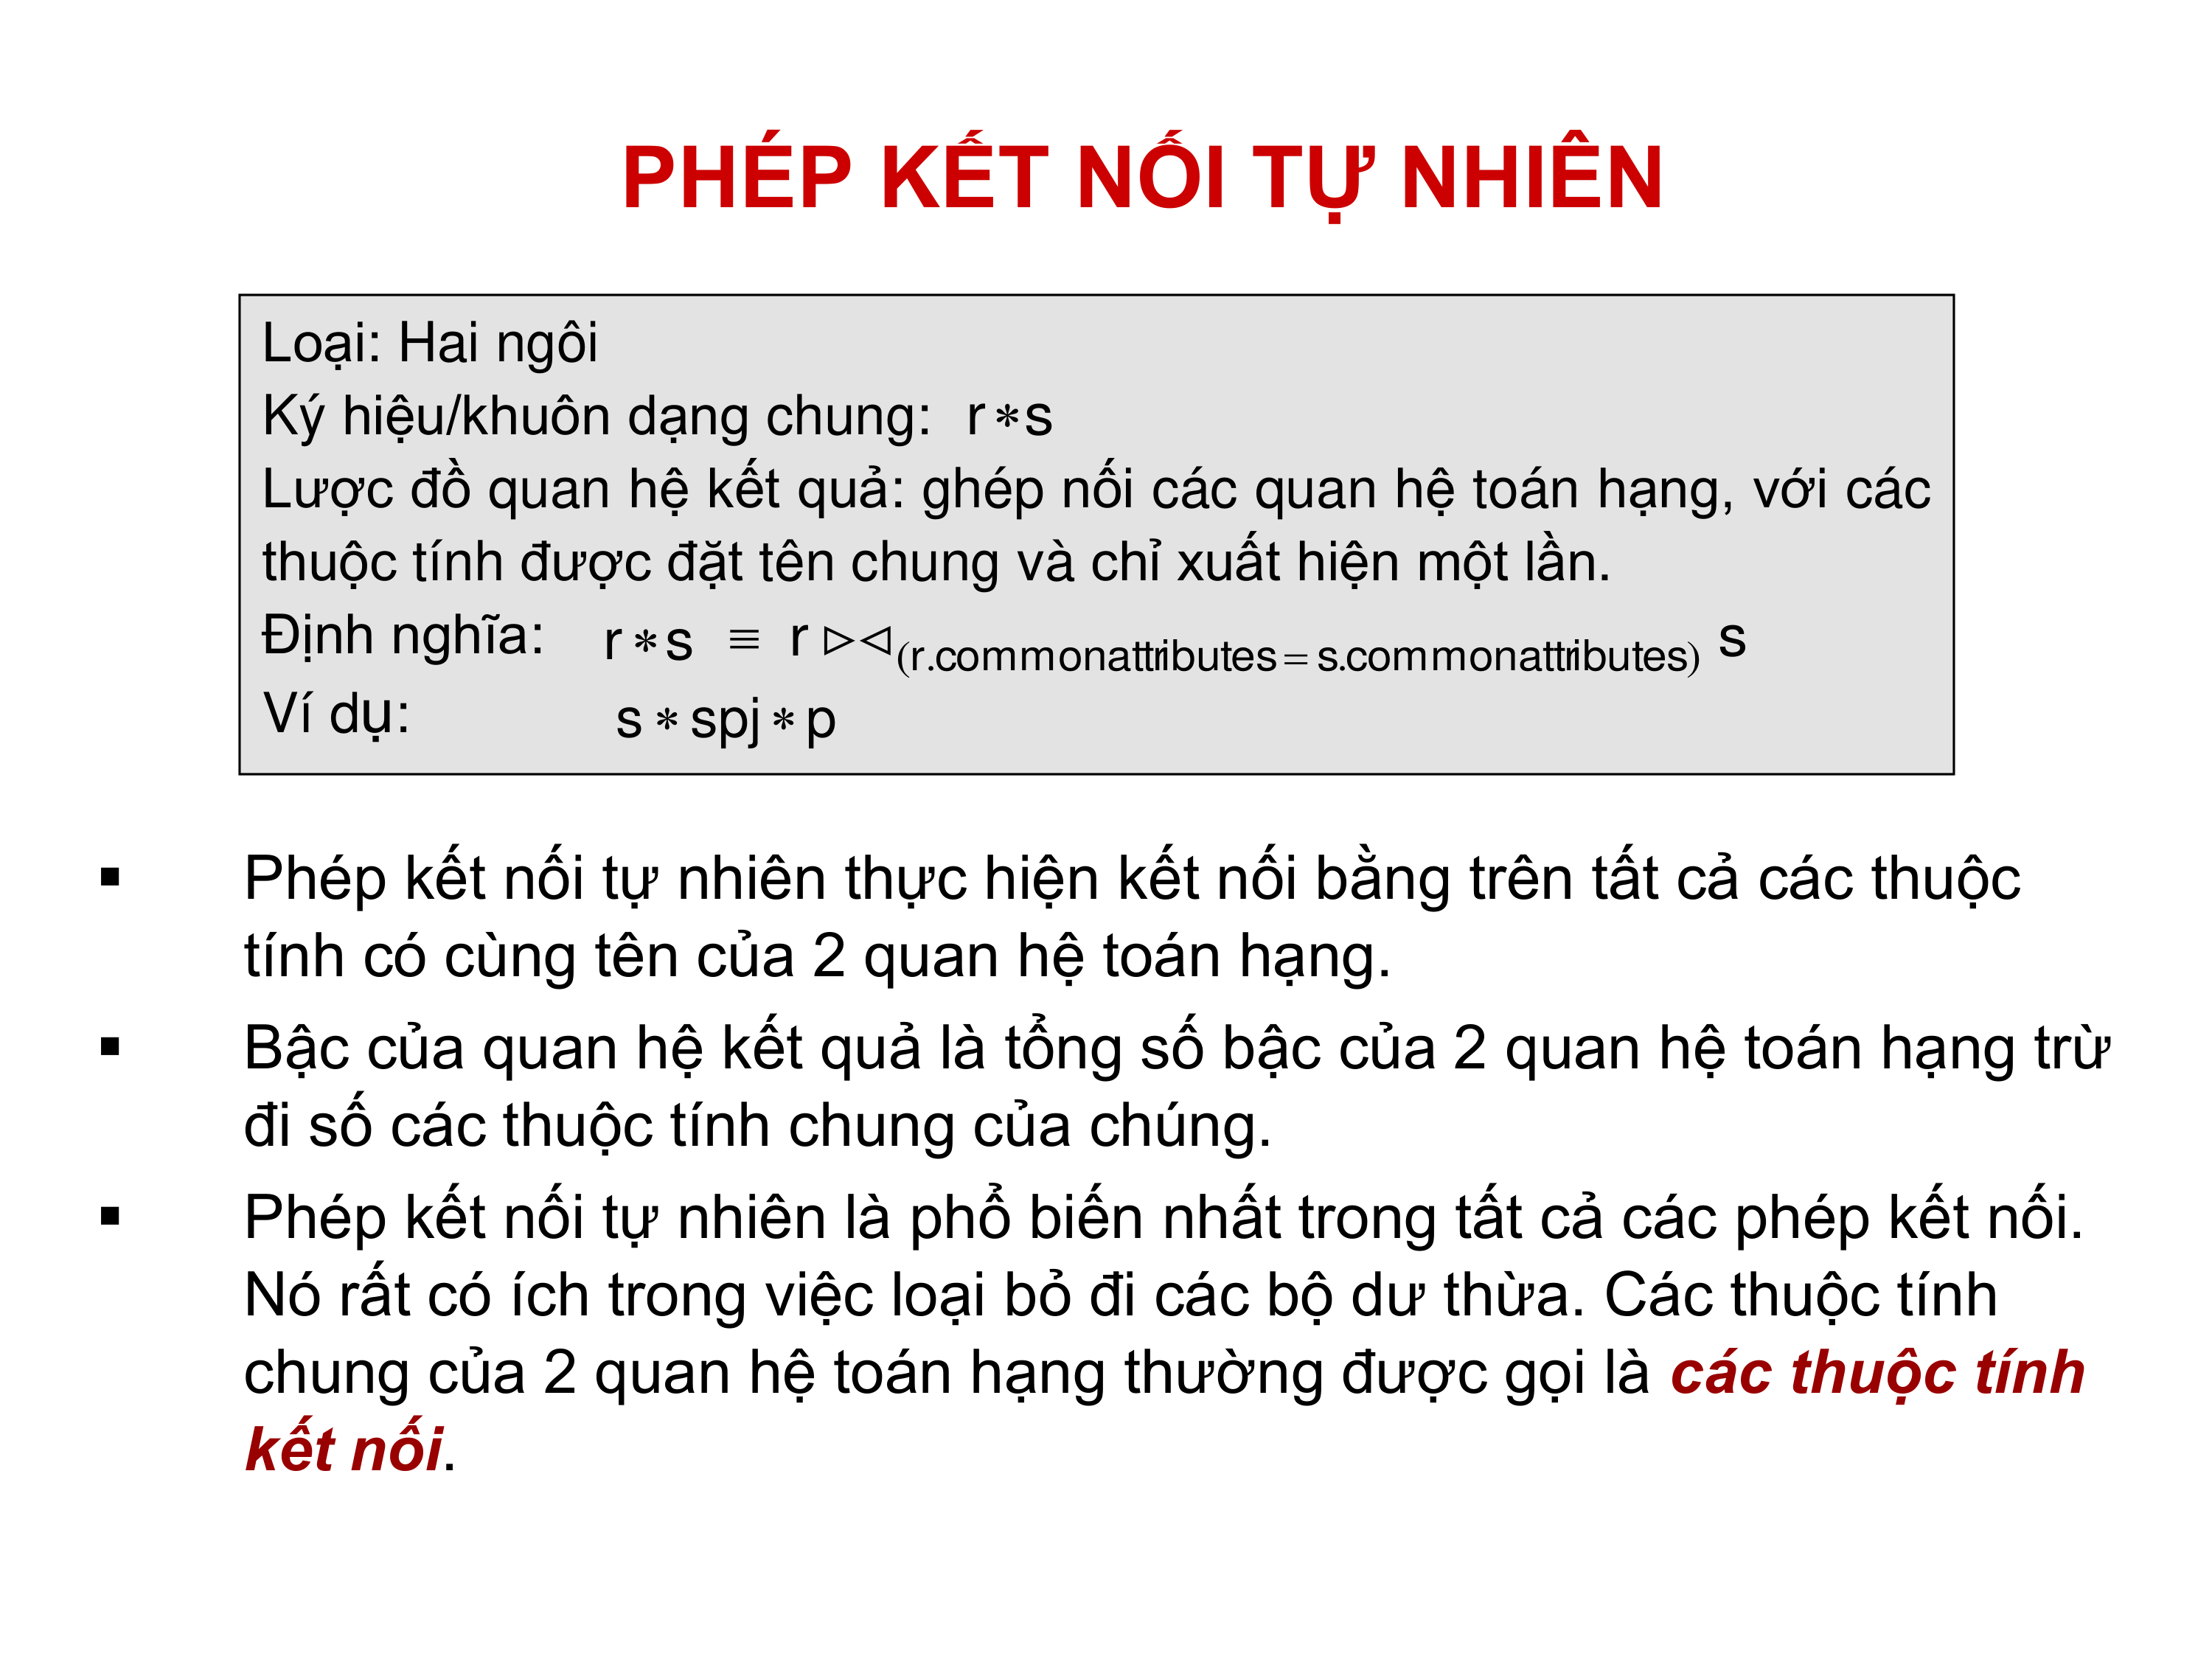 PHÉP KẾT NỐI TỰ NHIÊN
Loại: Hai ngôi
Ký hiệu/khuôn dạng chung: r∗s
Lược đồ quan hệ kết quả: ghép nối các quan hệ toán hạng, với các
thuộc tính được đặt tên chung và chỉ xuất hiện một lần.
Định nghĩa: r∗s ≡ r ▷◁(r.commonattributes = s.commonattributes) s
Ví dụ: s ∗ spj ∗ p
▪ Phép kết nối tự nhiên thực hiện kết nối bằng trên tất cả các thuộc
tính có cùng tên của 2 quan hệ toán hạng.
▪ Bậc của quan hệ kết quả là tổng số bậc của 2 quan hệ toán hạng trừ
đi số các thuộc tính chung của chúng.
▪ Phép kết nối tự nhiên là phổ biến nhất trong tất cả các phép kết nối.
Nó rất có ích trong việc loại bỏ đi các bộ dư thừa. Các thuộc tính
chung của 2 quan hệ toán hạng thường được gọi là các thuộc tính
kết nối.